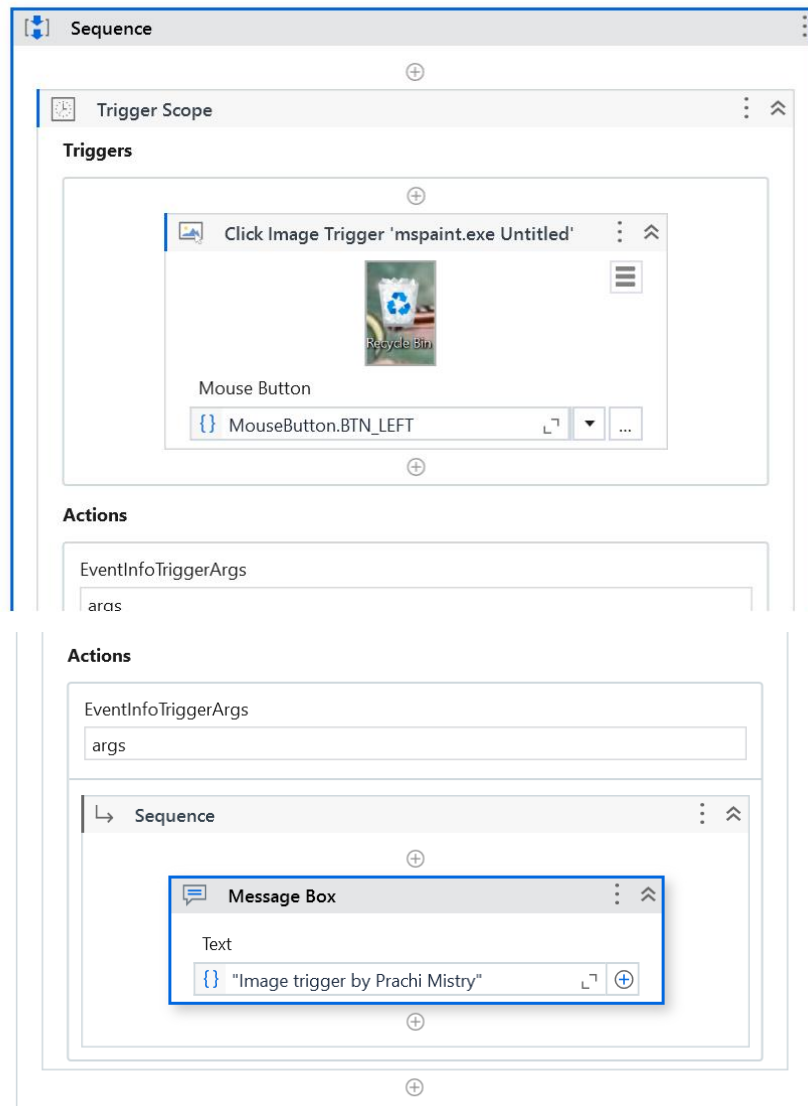 Sequence
Trigger Scope
Triggers
Click Image Trigger 'mspaint.exe Untitled'
Recycle Bin
Mouse Button
{} MouseButton.BTN_LEFT
...
Actions
EventInfoTriggerArgs
args
Actions
EventInfoTriggerArgs
args
Sequence
Message Box
Text
{} "Image trigger by Prachi Mistry"